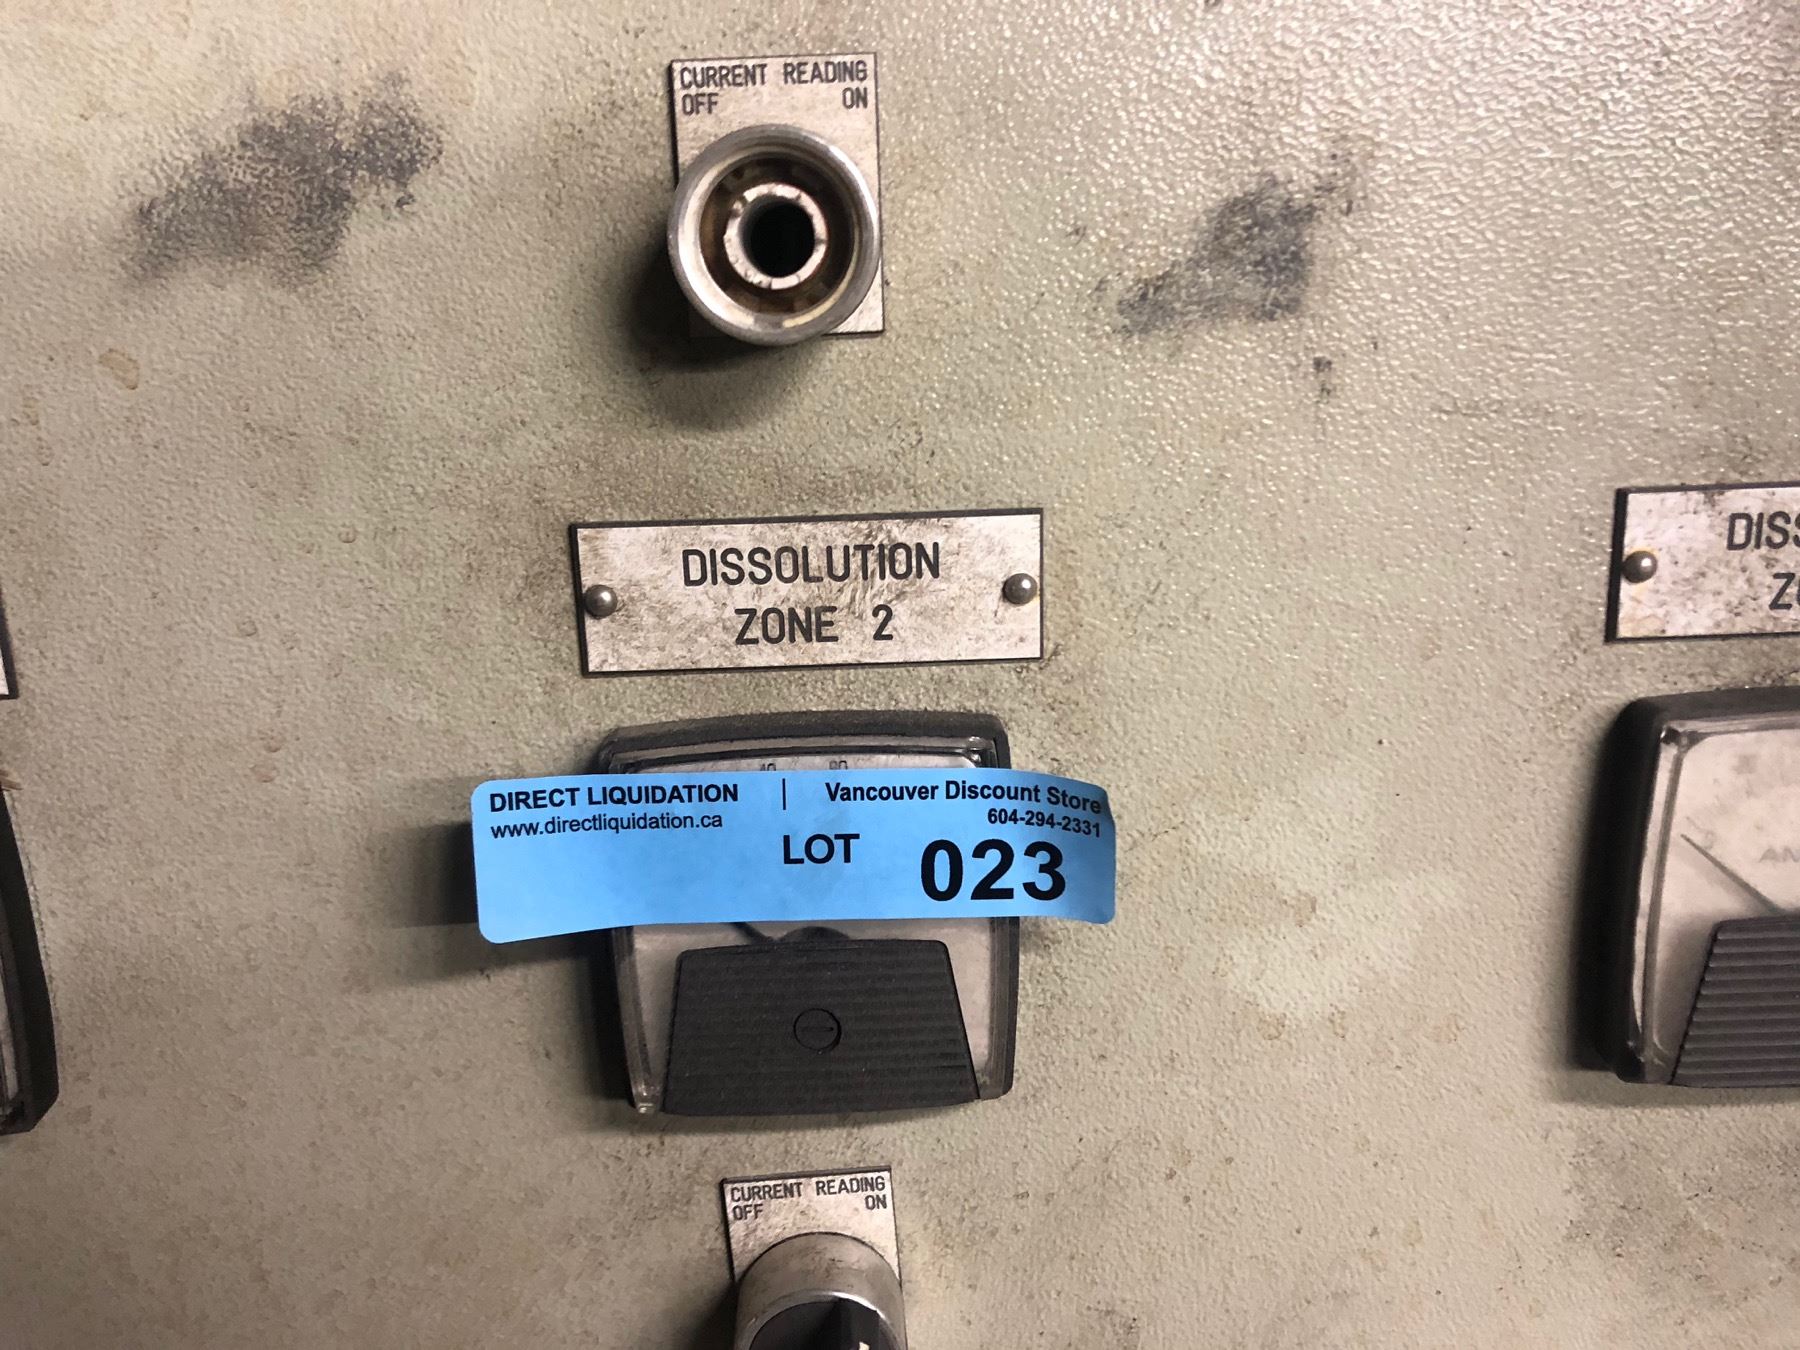 CURRENT READING
OFF ON
DISSOLUTION
ZONE 2
40
DIRECT LIQUIDATION | Vancouver Discount Store
www.directliquidation.ca 604-294-2331
LOT 023
CURRENT READING
OFF ON